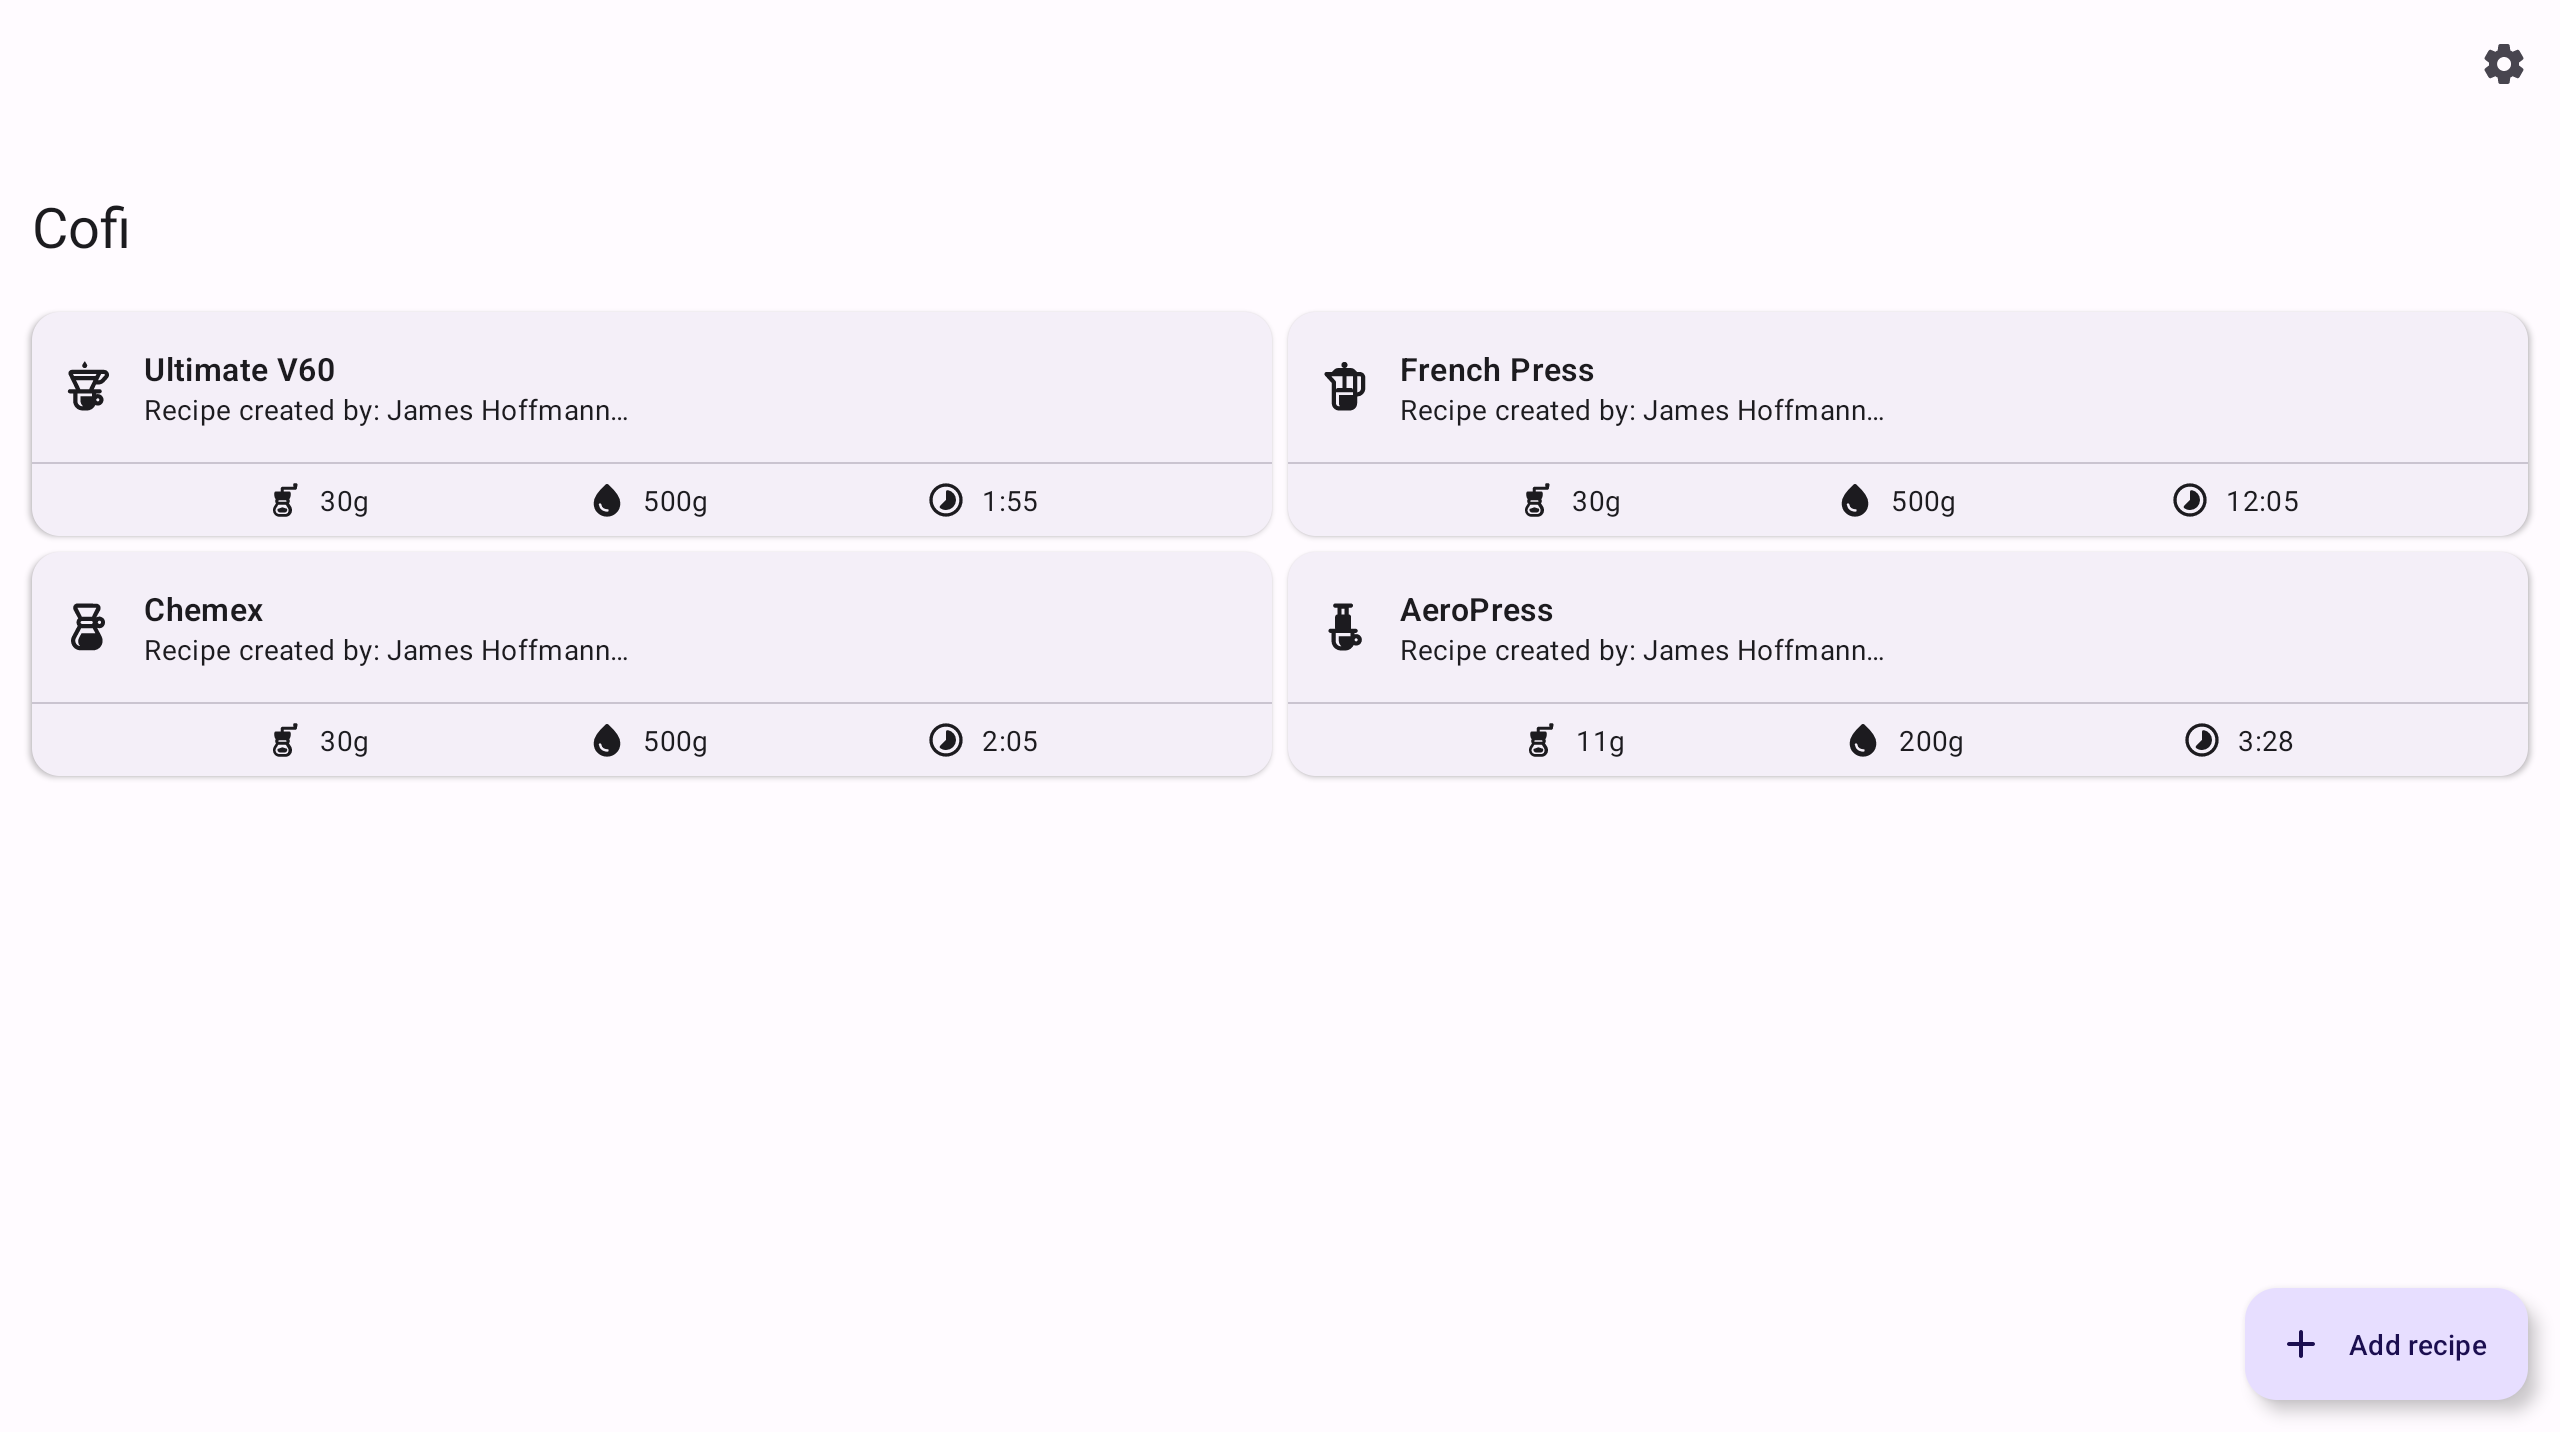 Cofi
Ultimate V60
Recipe created by: James Hoffmann…
30g 500g 1:55
French Press
Recipe created by: James Hoffmann…
30g 500g 12:05
Chemex
Recipe created by: James Hoffmann…
30g 500g 2:05
AeroPress
Recipe created by: James Hoffmann…
11g 200g 3:28
Add recipe